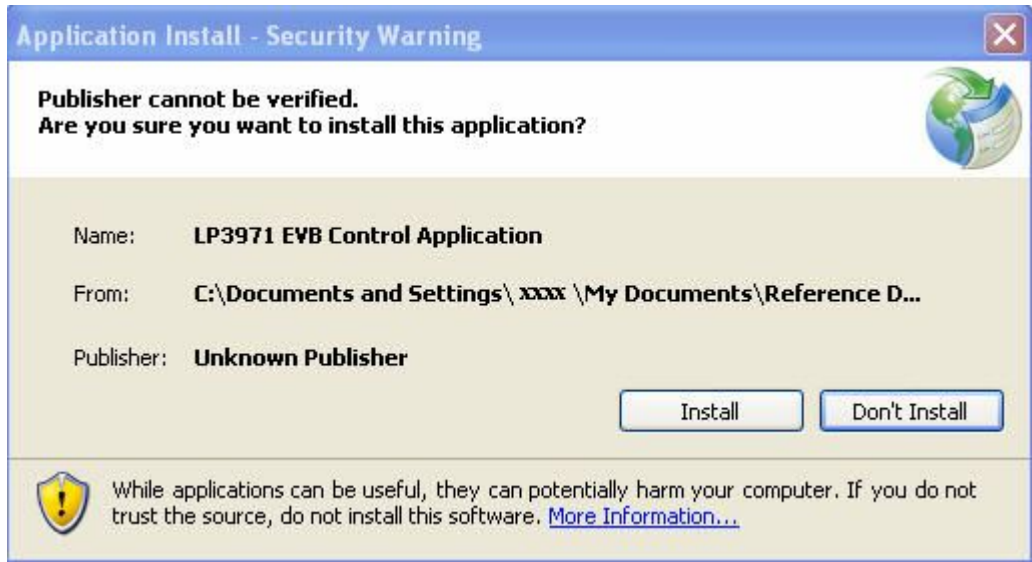 Application Install - Security Warning
Publisher cannot be verified.
Are you sure you want to install this application?
Name: LP3971 EVB Control Application
From: C:\Documents and Settings\ xxxx \My Documents\Reference D...
Publisher: Unknown Publisher
Install Don't Install
While applications can be useful, they can potentially harm your computer. If you do not
trust the source, do not install this software. More Information...